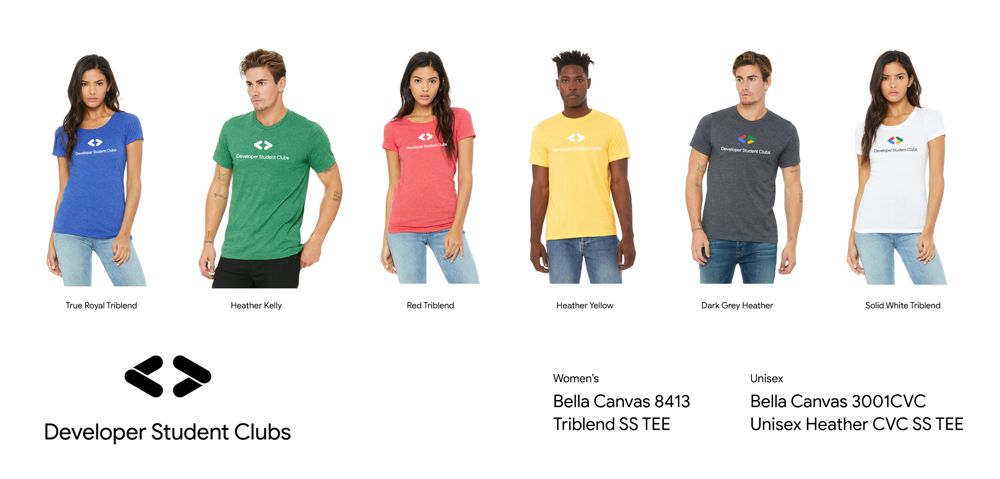 Developer Student Clubs
Developer Student Clubs
Developer Student Clubs
Developer Student Clubs
Developer Student Clubs
Developer Student Clubs
True Royal Triblend
Heather Kelly
Red Triblend
Heather Yellow
Dark Grey Heather
Solid White Triblend
Developer Student Clubs
Women's
Bella Canvas 8413
Triblend SS TEE
Unisex
Bella Canvas 3001CVC
Unisex Heather CVC SS TEE